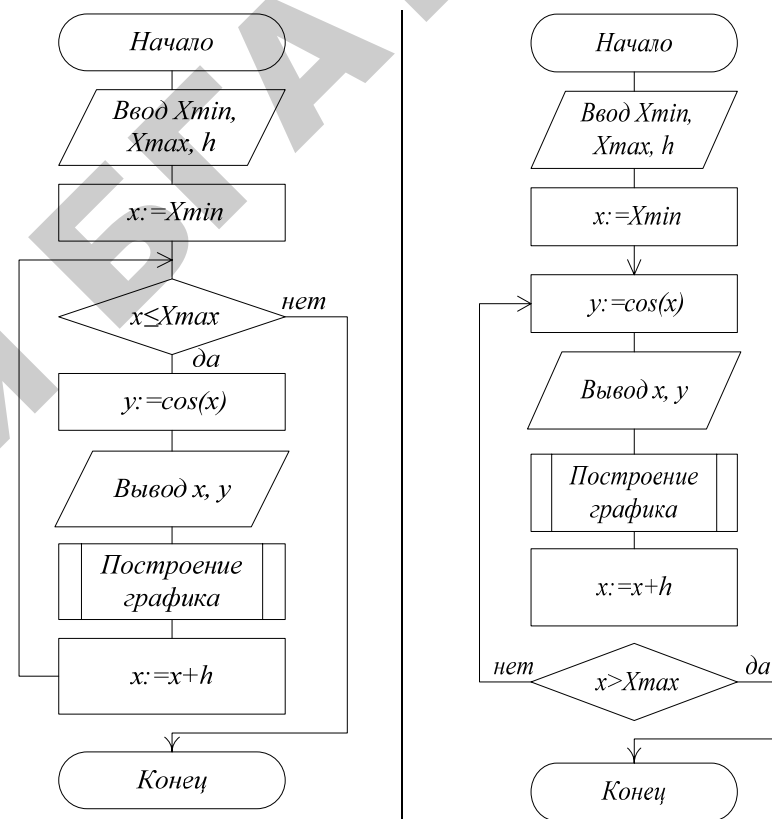 Начало
Ввод Xmin,
Xmax, h
x:=Xmin
x≤Xmax
нет
да
y:=cos(x)
Вывод x, y
Построение
графика
x:=x+h
Конец
Начало
Ввод Xmin,
Xmax, h
x:=Xmin
y:=cos(x)
Вывод x, y
Построение
графика
x:=x+h
нет
x>Xmax
да
Конец